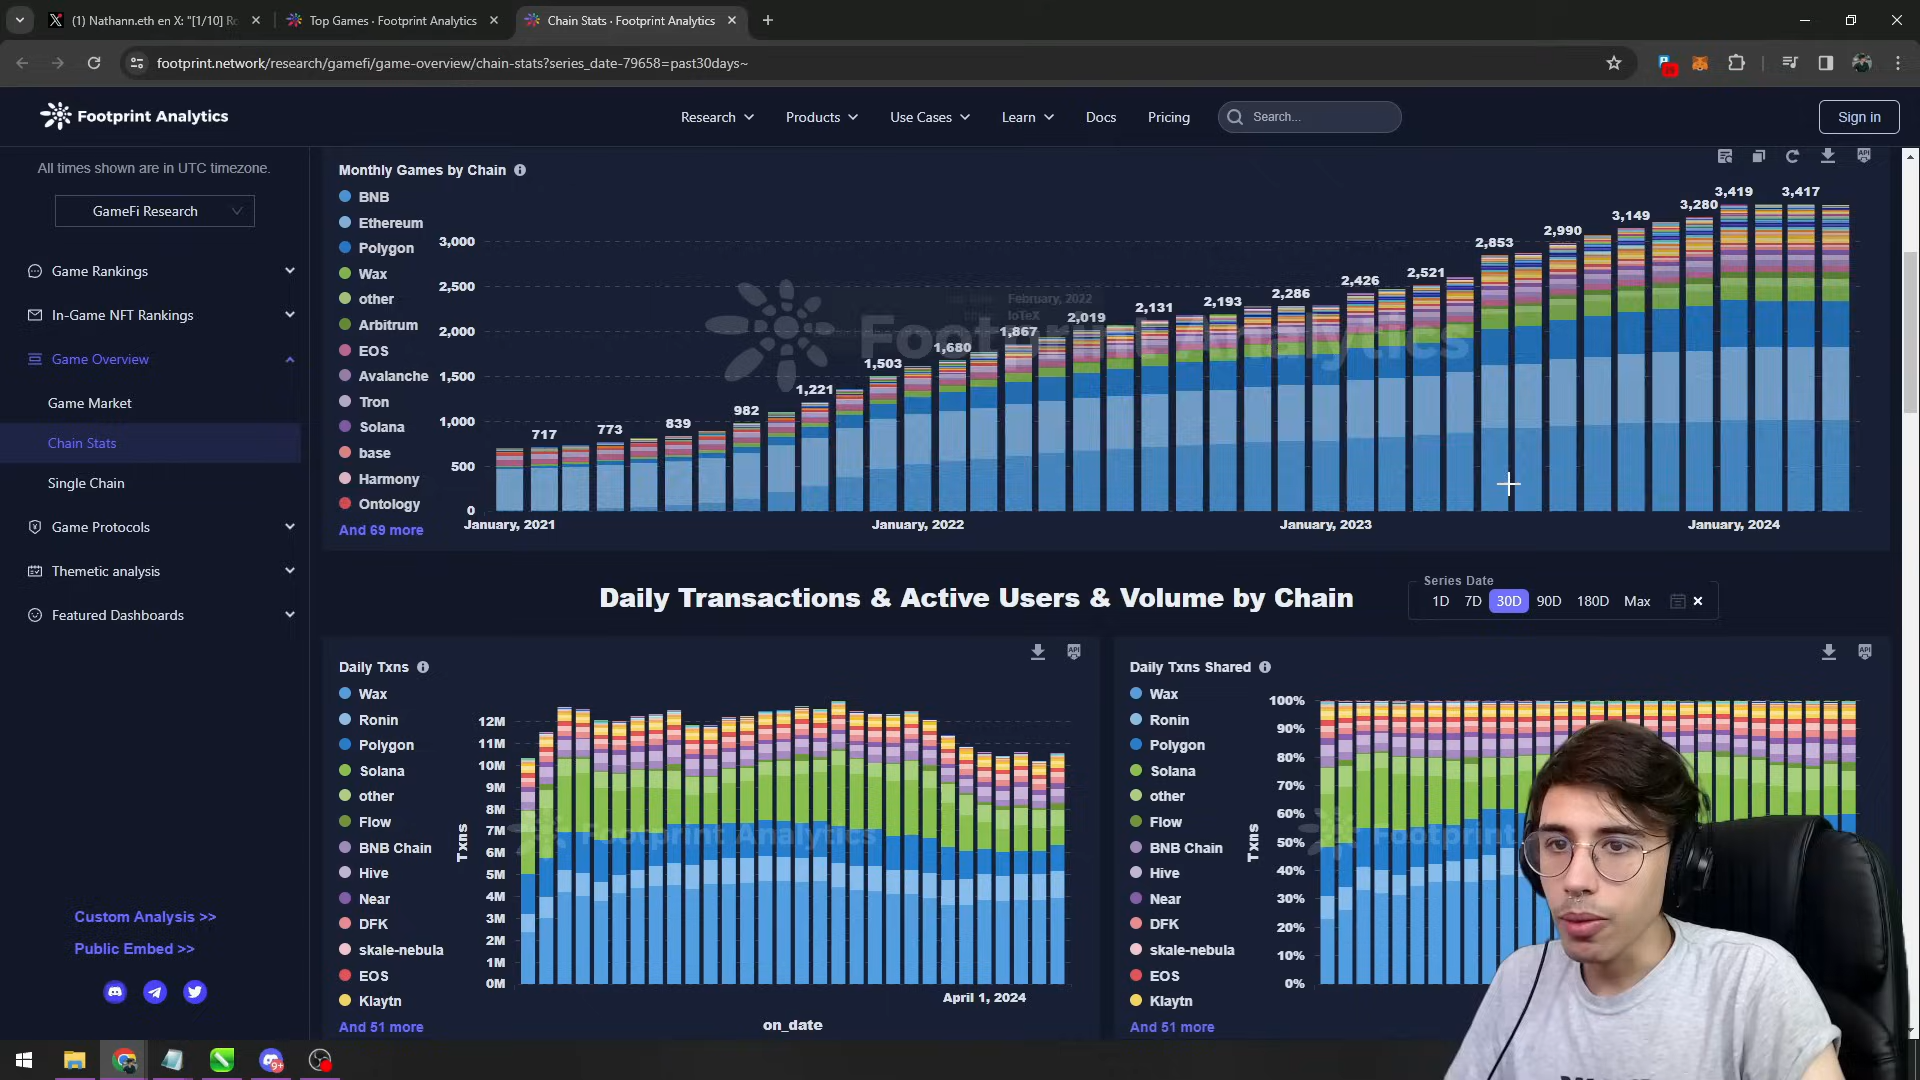 (1) Nathann.eth en X: "[1/10] Ro
Top Games · Footprint Analytics
Chain Stats · Footprint Analytics
footprint.network/research/gamefi/game-overview/chain-stats?series_date-79658=past30days~
Footprint Analytics
Research
Products
Use Cases
Learn
Docs
Pricing
Search...
Sign in
All times shown are in UTC timezone.
GameFi Research
Game Rankings
In-Game NFT Rankings
Game Overview
Game Market
Chain Stats
Single Chain
Game Protocols
Themetic analysis
Featured Dashboards
Custom Analysis >>
Public Embed >>
Monthly Games by Chain
BNB
Ethereum
Polygon
Wax
other
Arbitrum
EOS
Avalanche
Tron
Solana
base
Harmony
Ontology
And 69 more
3,000
2,500
2,000
1,500
1,000
500
0
717
773
839
982
1,221
1,503
1,680
1,867
2,019
2,131
2,193
2,286
2,426
2,521
2,853
2,990
3,149
3,280
3,419
3,417
February, 2022
IoTeX
Footprint Analytics
January, 2021
January, 2022
January, 2023
January, 2024
Daily Transactions & Active Users & Volume by Chain
Series Date
1D
7D
30D
90D
180D
Max
Daily Txns
Wax
Ronin
Polygon
Solana
other
Flow
BNB Chain
Hive
Near
DFK
skale-nebula
EOS
Klaytn
And 51 more
Txns
12M
11M
10M
9M
8M
7M
6M
5M
4M
3M
2M
1M
0M
Footprint Analytics
April 1, 2024
on_date
Daily Txns Shared
Wax
Ronin
Polygon
Solana
other
Flow
BNB Chain
Hive
Near
DFK
skale-nebula
EOS
Klaytn
And 51 more
Txns
100%
90%
80%
70%
60%
50%
40%
30%
20%
10%
0%
API
API
API
9+